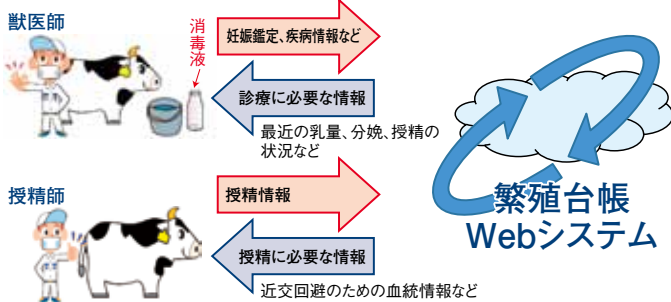 獣医師
消毒液
妊娠鑑定、疾病情報など
診療に必要な情報
最近の乳量、分娩、授精の
状況など
授精師
授精情報
授精に必要な情報
近交回避のための血統情報など
繁殖台帳
Webシステム